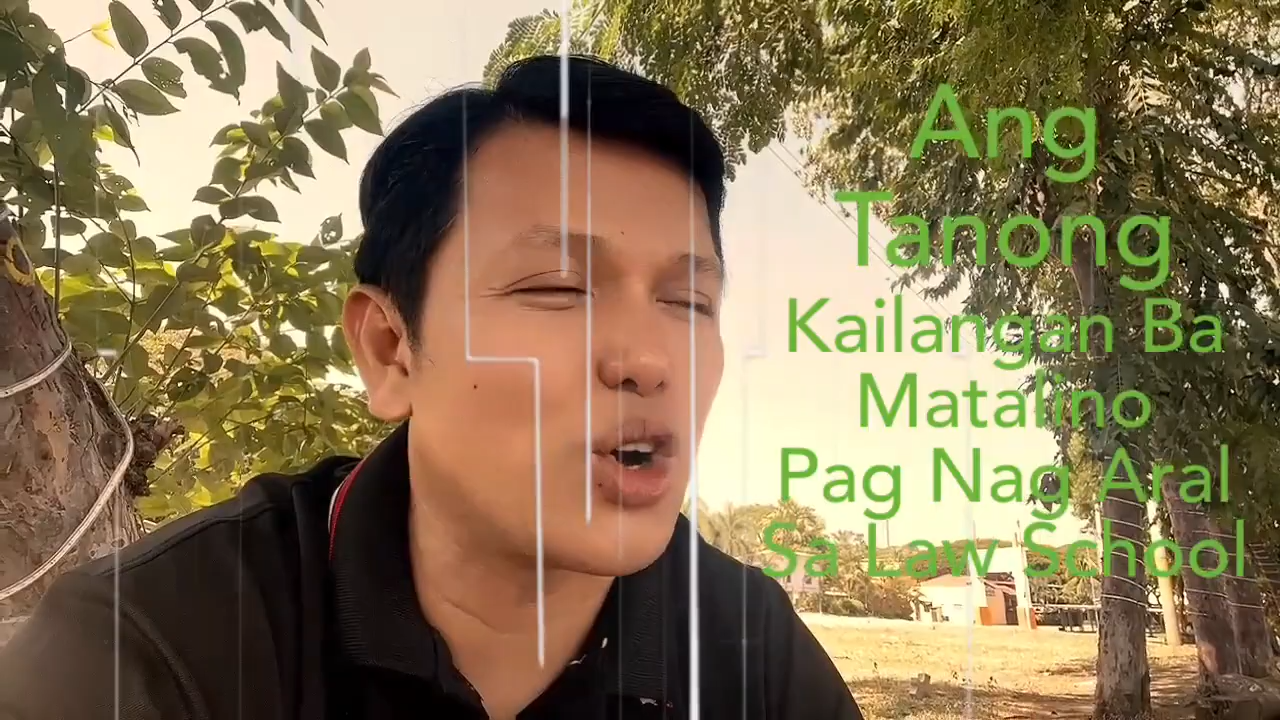 Ang
Tanong
Kailangan Ba
Matalino
Pag Nag Aral
Sa Law School